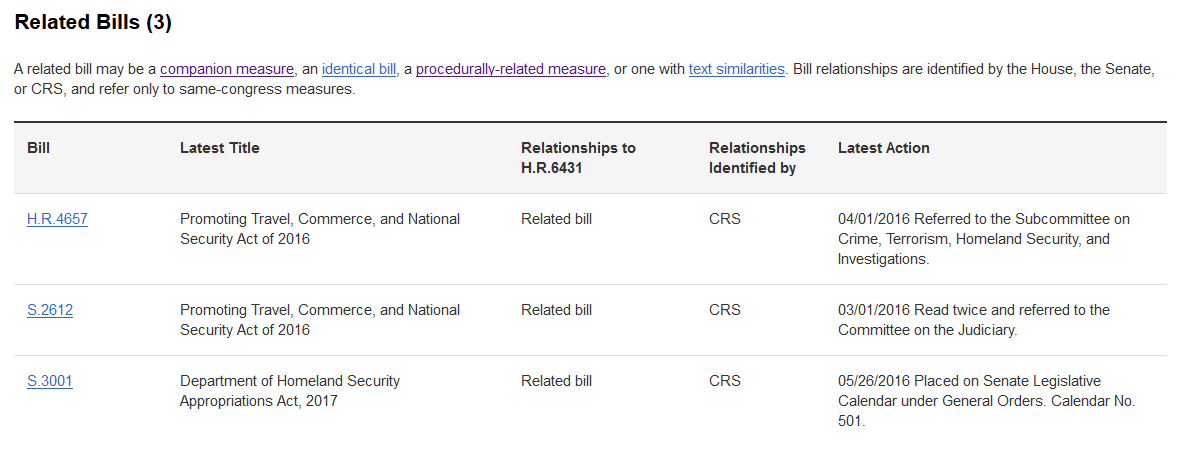 Related Bills (3)
A related bill may be a companion measure, an identical bill, a procedurally-related measure, or one with text similarities. Bill relationships are identified by the House, the Senate,
or CRS, and refer only to same-congress measures.
Bill Latest Title Relationships to H.R.6431 Relationships Identified by Latest Action
H.R.4657 Promoting Travel, Commerce, and National Security Act of 2016 Related bill CRS 04/01/2016 Referred to the Subcommittee on Crime, Terrorism, Homeland Security, and Investigations.
S.2612 Promoting Travel, Commerce, and National Security Act of 2016 Related bill CRS 03/01/2016 Read twice and referred to the Committee on the Judiciary.
S.3001 Department of Homeland Security Appropriations Act, 2017 Related bill CRS 05/26/2016 Placed on Senate Legislative Calendar under General Orders. Calendar No. 501.